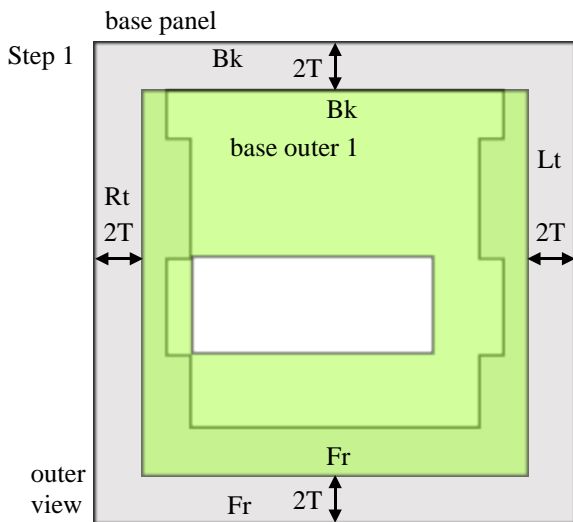 base panel
Step 1
Bk
2T
Bk
base outer 1
Lt
Rt
2T
2T
Fr
outer
view
Fr
2T